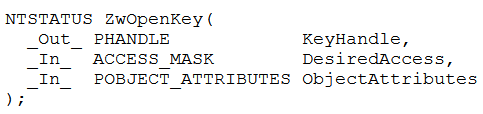 NTSTATUS ZwOpenKey(
  _Out_ PHANDLE            KeyHandle,
  _In_  ACCESS_MASK        DesiredAccess,
  _In_  POBJECT_ATTRIBUTES ObjectAttributes
);